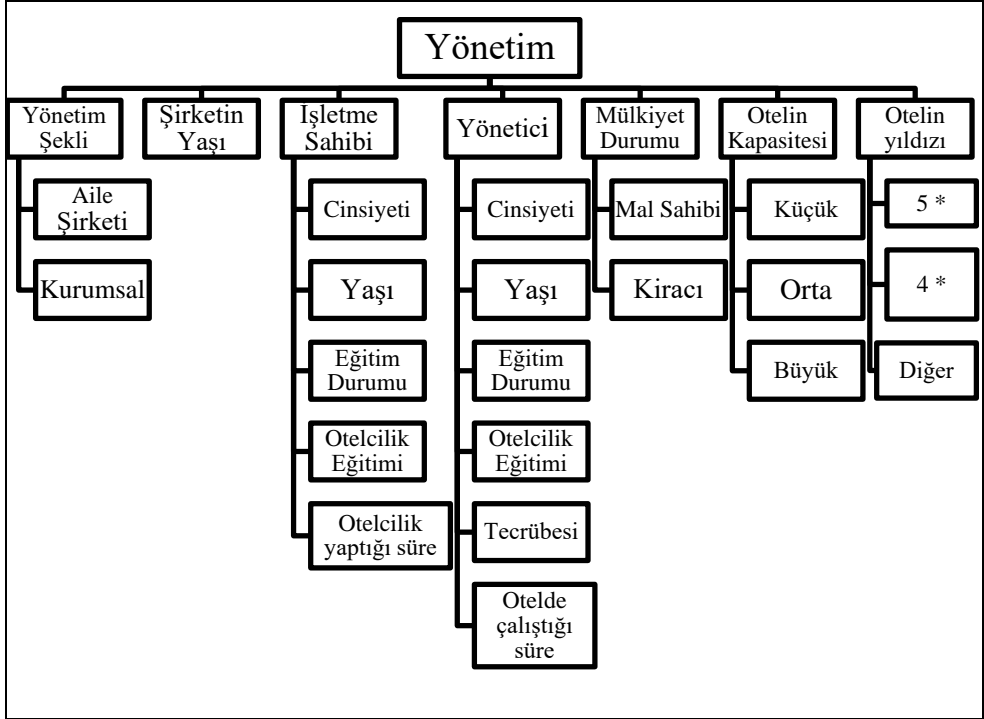 Yönetim
Yönetim
Şekli
Aile
Şirketi
Kurumsal
Şirketin
Yaşı
İşletme
Sahibi
Cinsiyeti
Yaşı
Eğitim
Durumu
Otelcilik
Eğitimi
Otelcilik
yaptığı süre
Yönetici
Cinsiyeti
Yaşı
Eğitim
Durumu
Otelcilik
Eğitimi
Tecrübesi
Otelde
çalıştığı
süre
Mülkiyet
Durumu
Mal Sahibi
Kiracı
Otelin
Kapasitesi
Küçük
Orta
Büyük
Otelin
yıldızı
5 *
4 *
Diğer